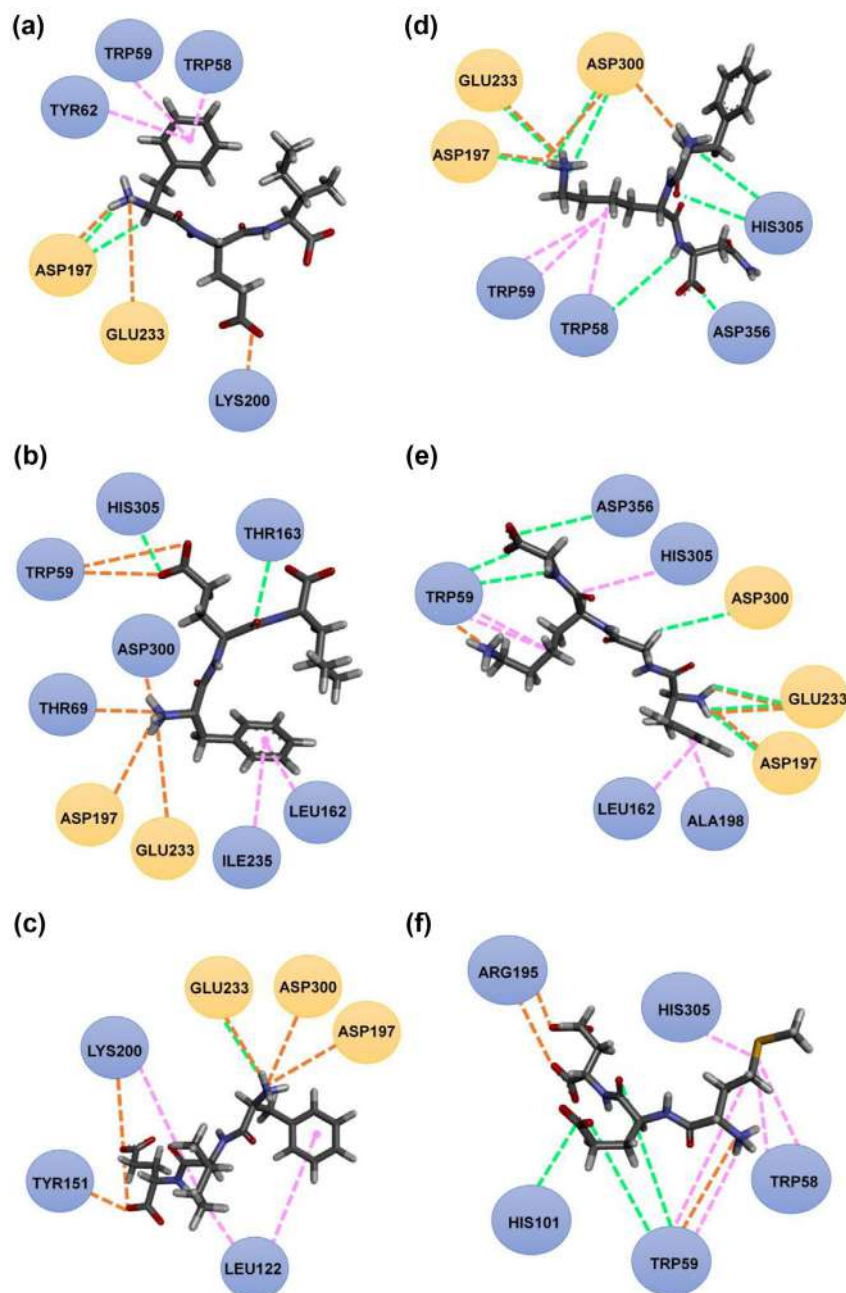 (a)
TRP59
TRP58
TYR62
ASP197
GLU233
LYS200
(b)
HIS305
THR163
TRP59
ASP300
THR69
ASP197
GLU233
ILE235
LEU162
(c)
GLU233
ASP300
ASP197
LYS200
TYR151
LEU122
(d)
GLU233
ASP300
ASP197
HIS305
TRP59
TRP58
ASP356
(e)
ASP356
HIS305
TRP59
ASP300
GLU233
ASP197
LEU162
ALA198
(f)
ARG195
HIS305
TRP58
HIS101
TRP59